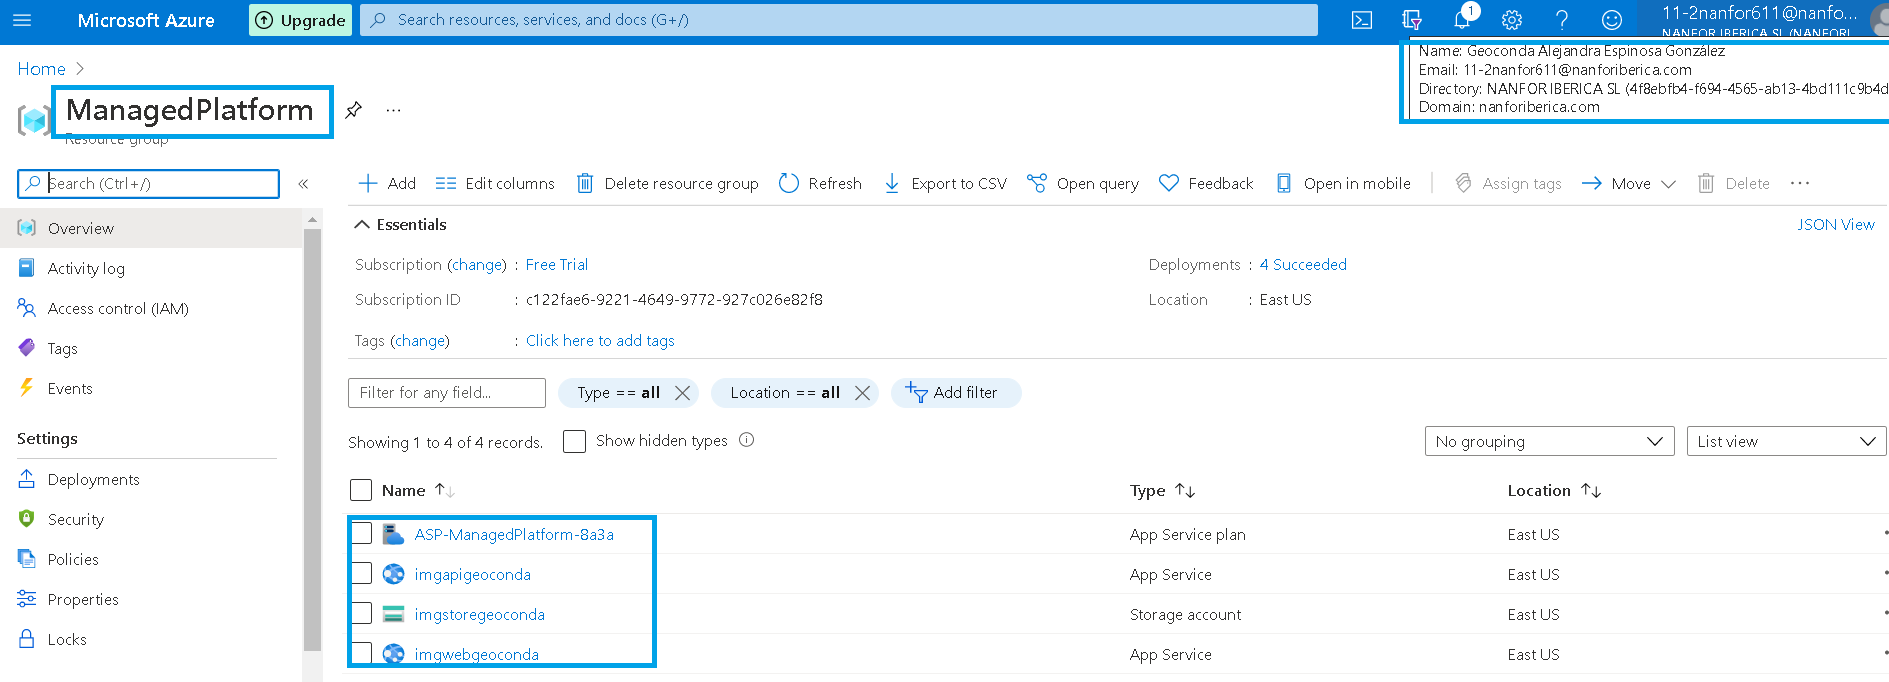 Microsoft Azure
Upgrade
Search resources, services, and docs (G+/)
1
11-2nanfor611@nanfo...
NANFOR IBERICA SL (NANFORI
Name: Geoconda Alejandra Espinosa González
Email: 11-2nanfor611@nanforiberica.com
Directory: NANFOR IBERICA SL (4f8ebfb4-f694-4565-ab13-4bd111c9b4d
Domain: nanforiberica.com
Home
ManagedPlatform
...
Resource group
Search (Ctrl+/)
«
Add
Edit columns
Delete resource group
Refresh
Export to CSV
Open query
Feedback
Open in mobile
Assign tags
Move
Delete
...
Overview
Activity log
Access control (IAM)
Tags
Events
Settings
Deployments
Security
Policies
Properties
Locks
Essentials
JSON View
Subscription (change) : Free Trial
Deployments : 4 Succeeded
Subscription ID : c122fae6-9221-4649-9772-927c026e82f8
Location : East US
Tags (change) : Click here to add tags
Filter for any field...
Type == all
Location == all
Add filter
Showing 1 to 4 of 4 records.
Show hidden types
No grouping
List view
Name Type Location
ASP-ManagedPlatform-8a3a App Service plan East US
imgapigeoconda App Service East US
imgstoregeoconda Storage account East US
imgwebgeoconda App Service East US